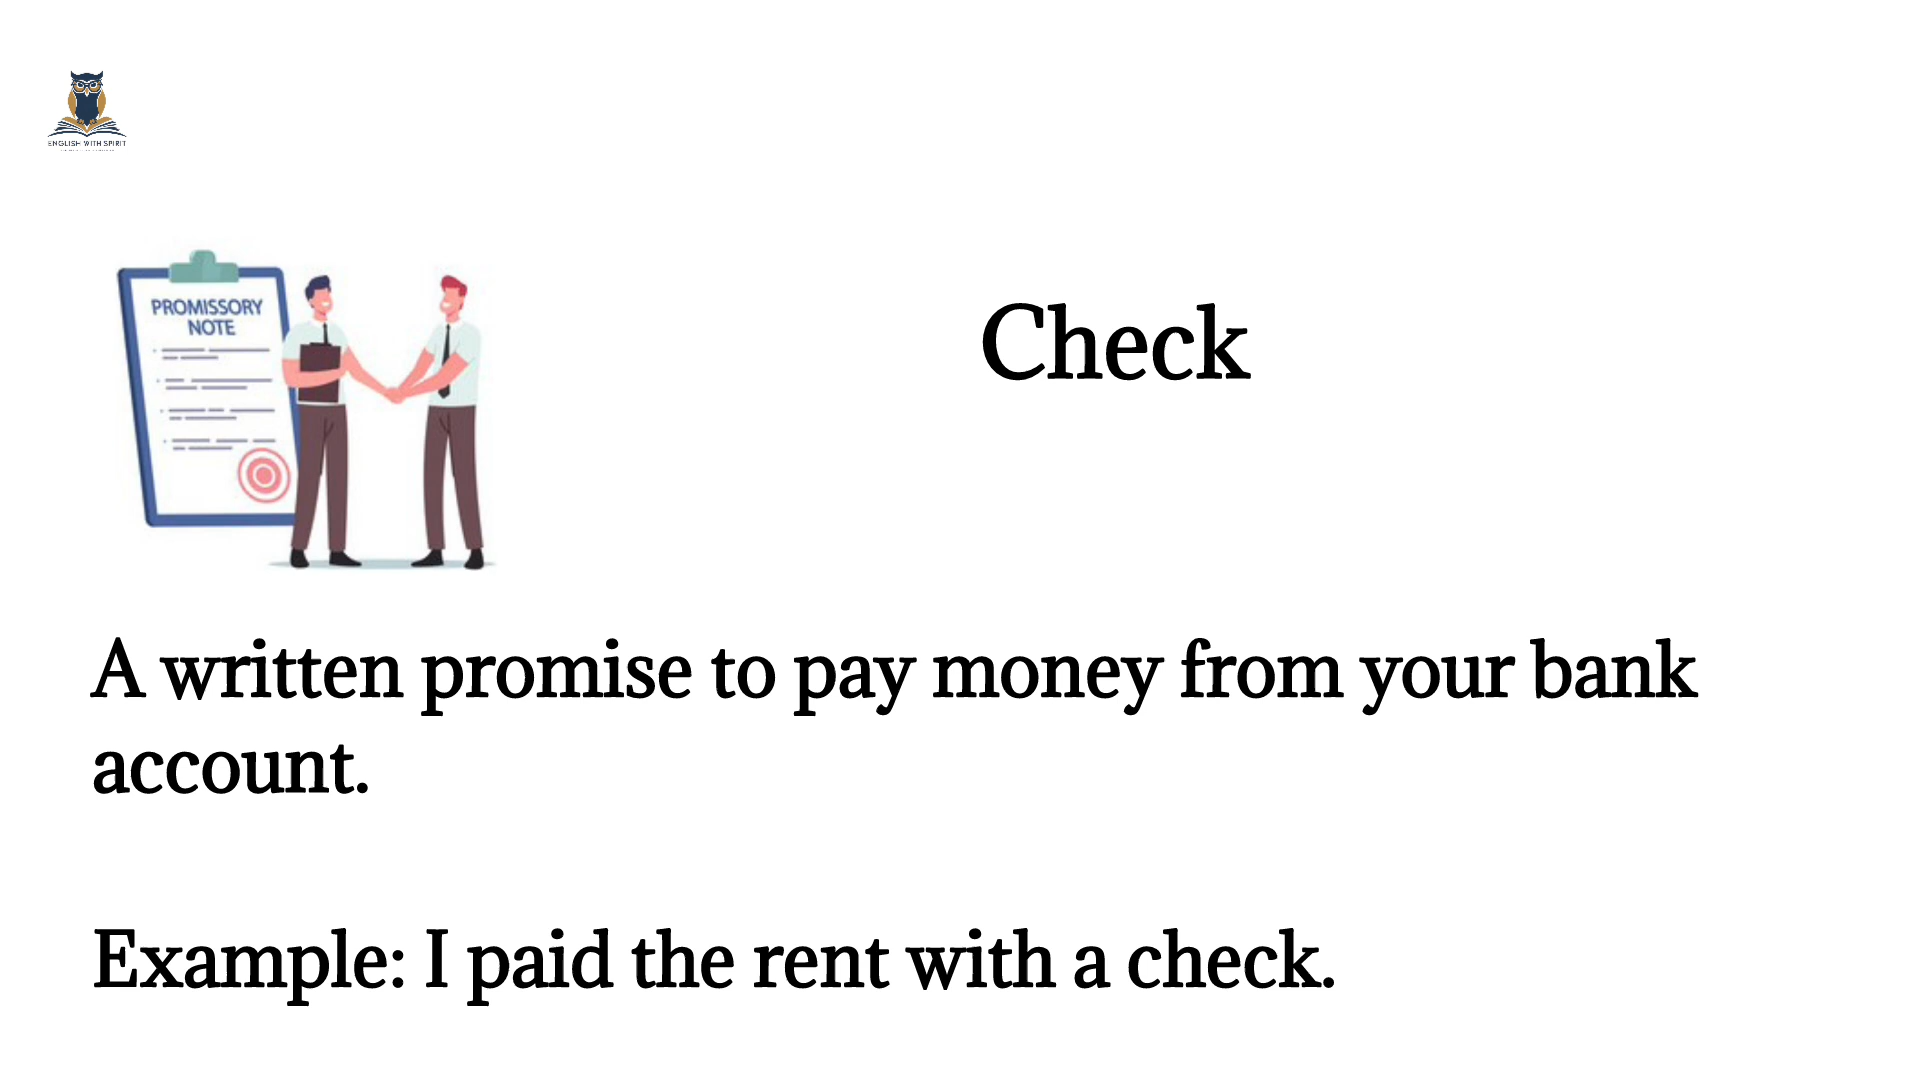 ENGLISH WITH SPIRIT
PROMISSORY
NOTE
Check
A written promise to pay money from your bank
account.
Example: I paid the rent with a check.